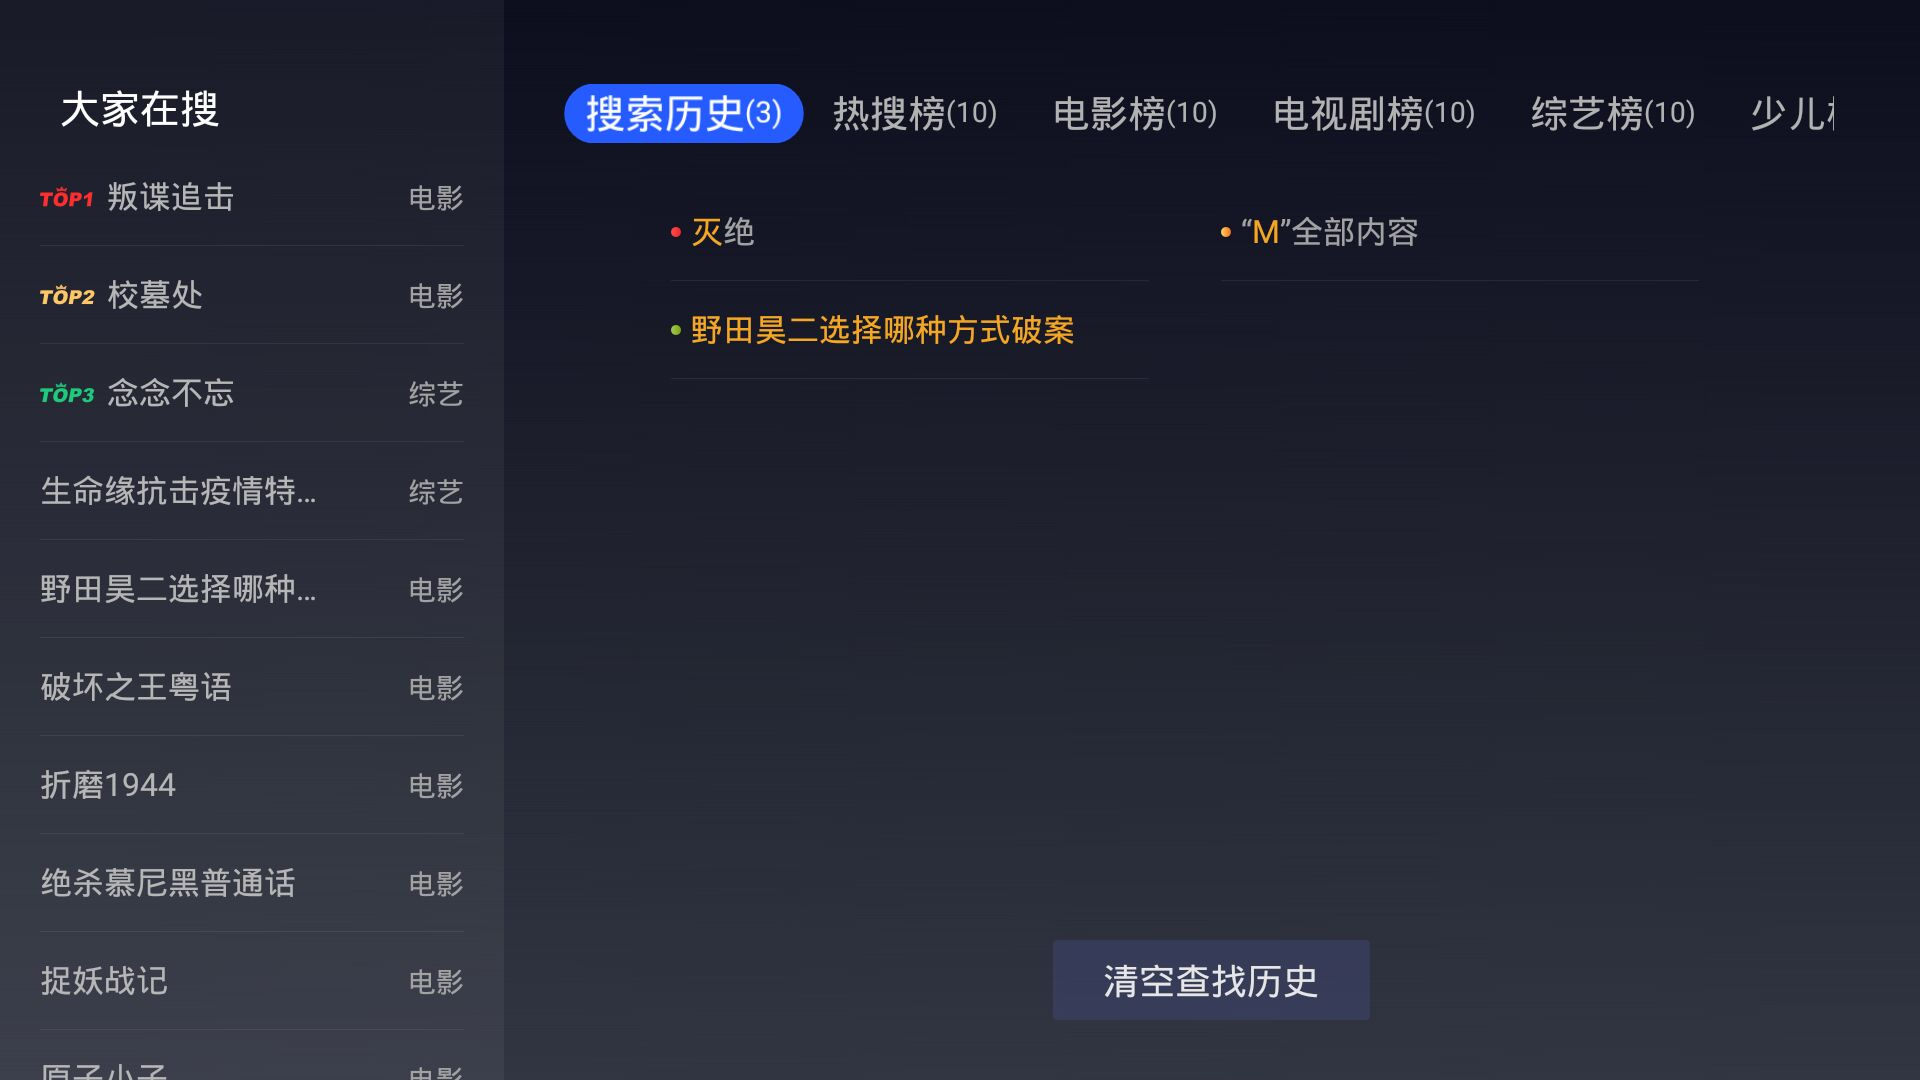 大家在搜
TOP1 叛谍追击 电影
TOP2 校墓处 电影
TOP3 念念不忘 综艺
生命缘抗击疫情特... 综艺
野田昊二选择哪种... 电影
破坏之王粤语 电影
折磨1944 电影
绝杀慕尼黑普通话 电影
捉妖战记 电影
原子小子 电影
搜索历史(3) 热搜榜(10) 电影榜(10) 电视剧榜(10) 综艺榜(10) 少儿
灭绝 “M”全部内容
野田昊二选择哪种方式破案
清空查找历史